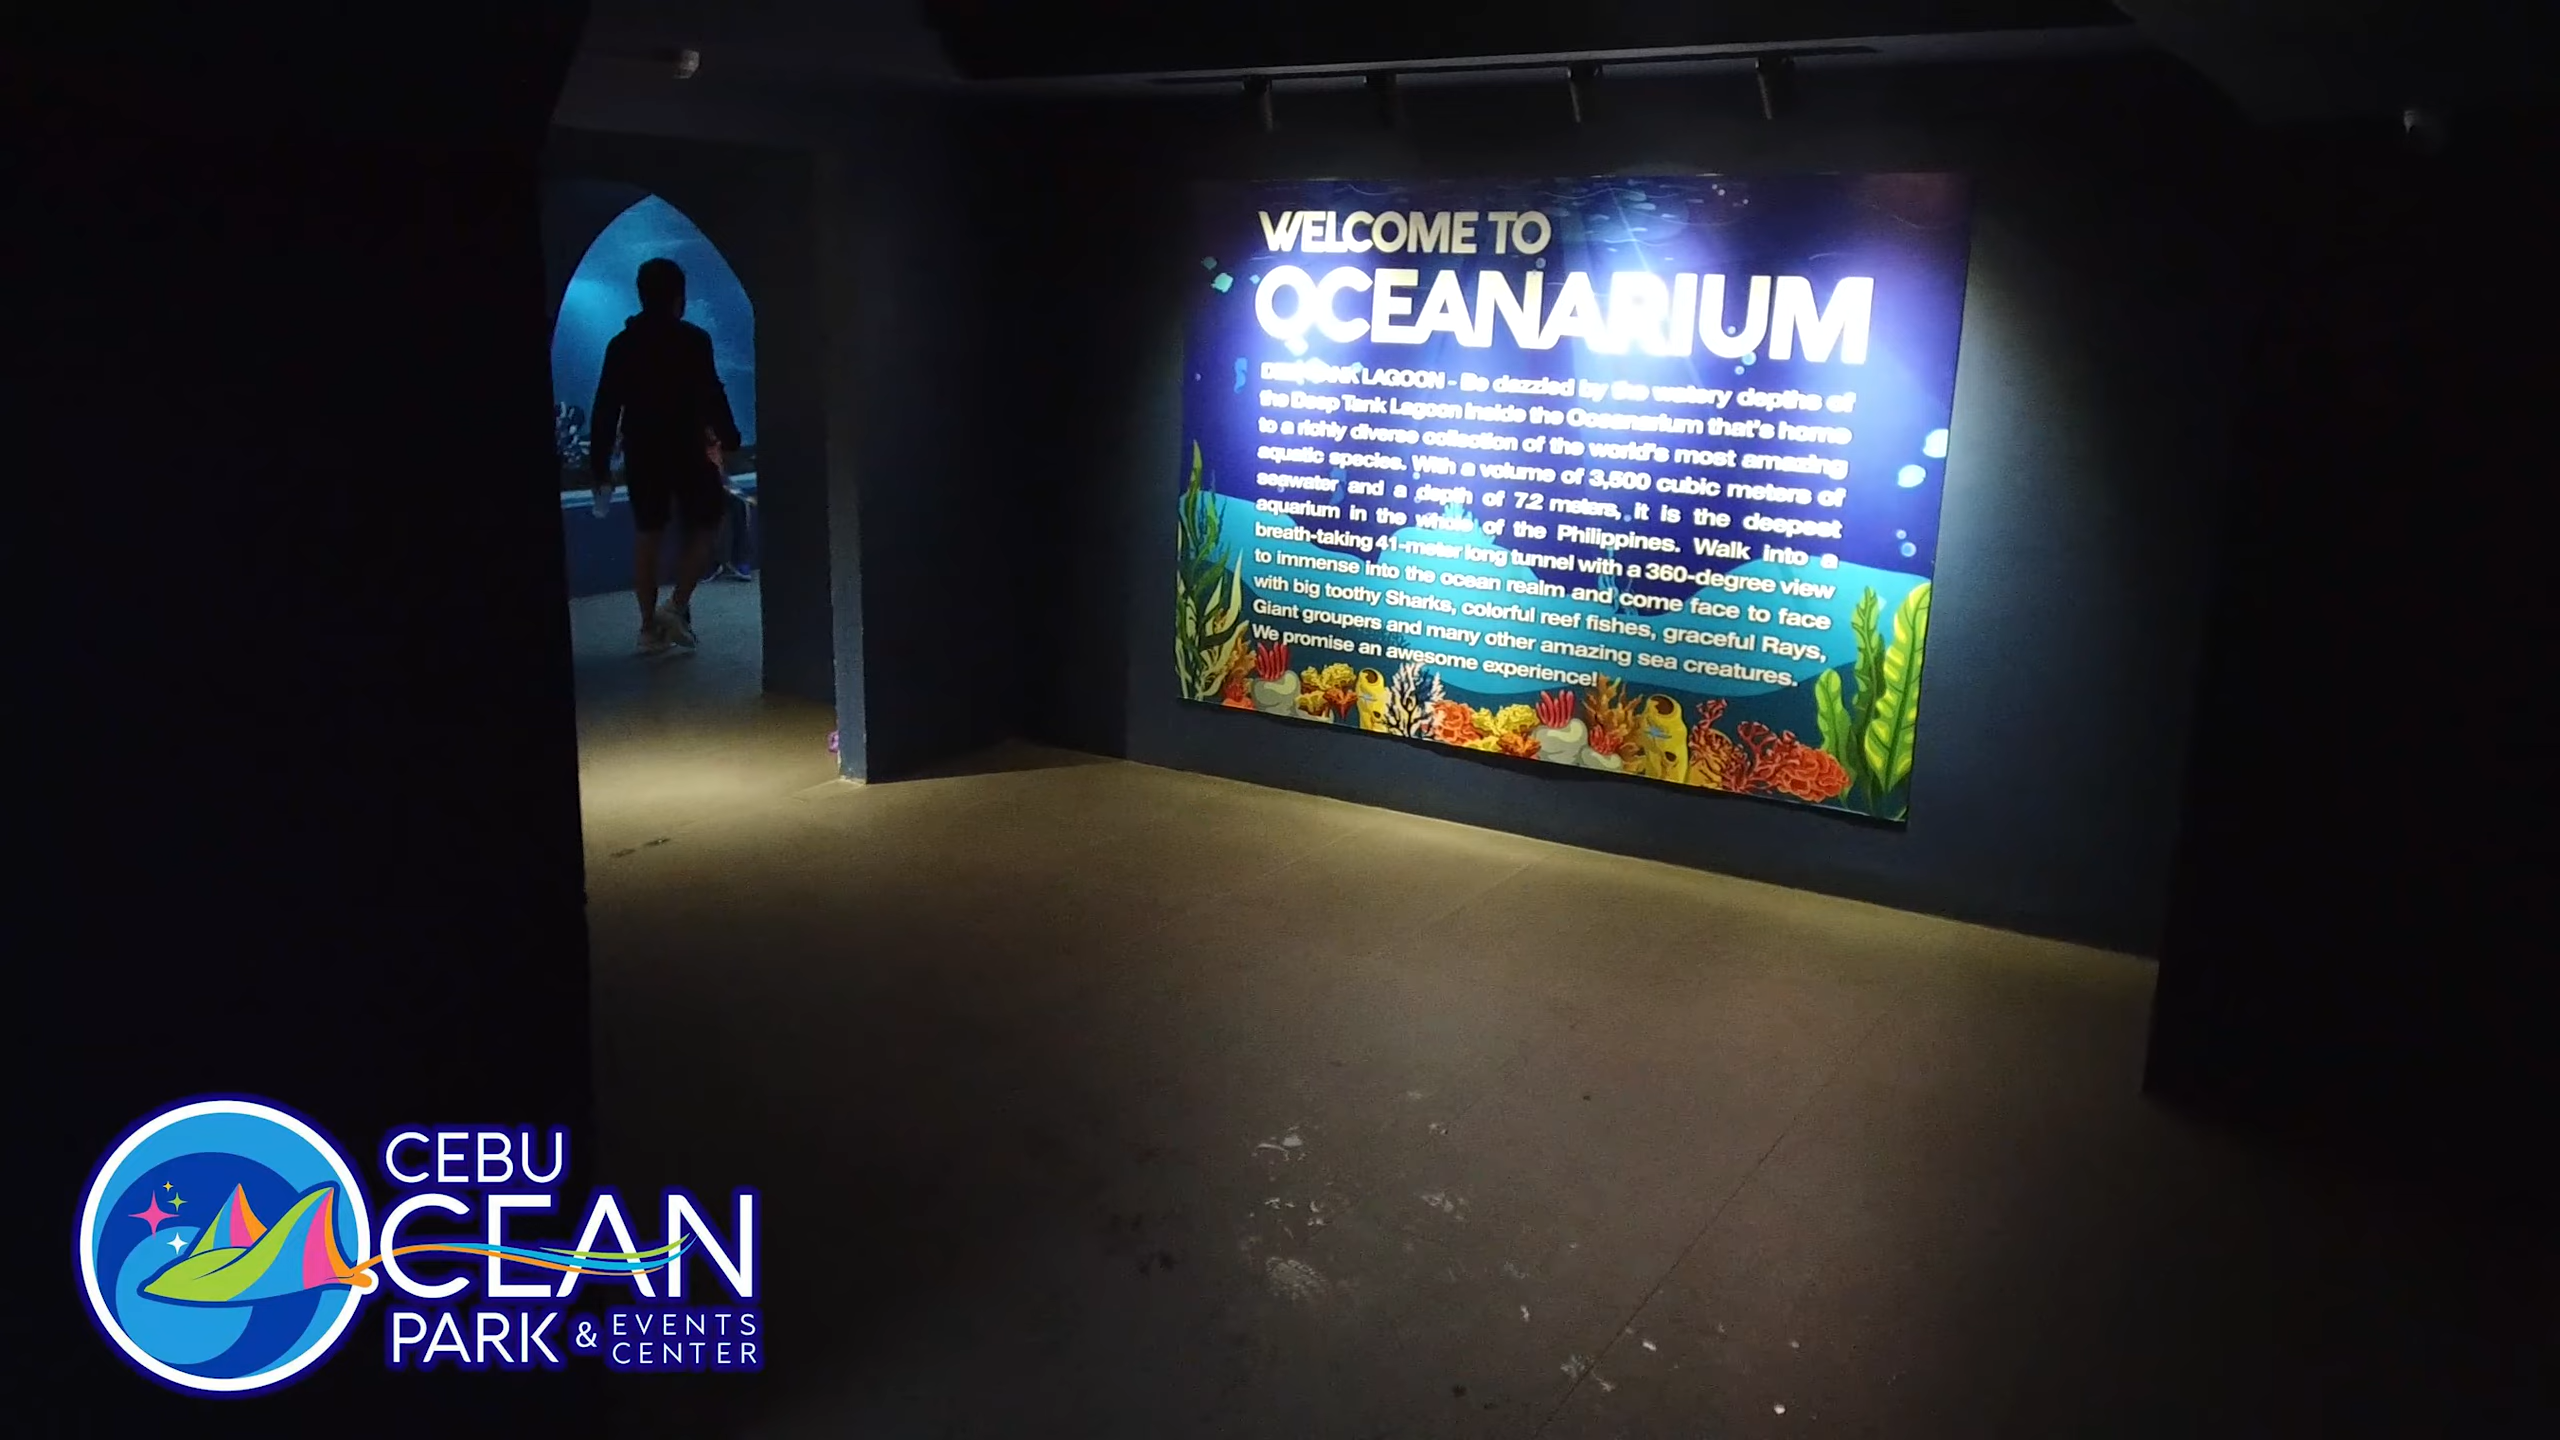 WELCOME TO
OCEANARIUM
DEEP TANK LAGOON - Be dazzled by the watery depths of
the Deep Tank Lagoon inside the Oceanarium that's home
to a richly diverse collection of the world's most amazing
aquatic species. With a volume of 3,500 cubic meters of
seawater and a depth of 7.2 meters, it is the deepest
aquarium in the whole of the Philippines. Walk into a
breath-taking 41-meter long tunnel with a 360-degree view
to immense into the ocean realm and come face to face
with big toothy Sharks, colorful reef fishes, graceful Rays,
Giant groupers and many other amazing sea creatures.
We promise an awesome experience!
CEBU
OCEAN
PARK & EVENTS
CENTER